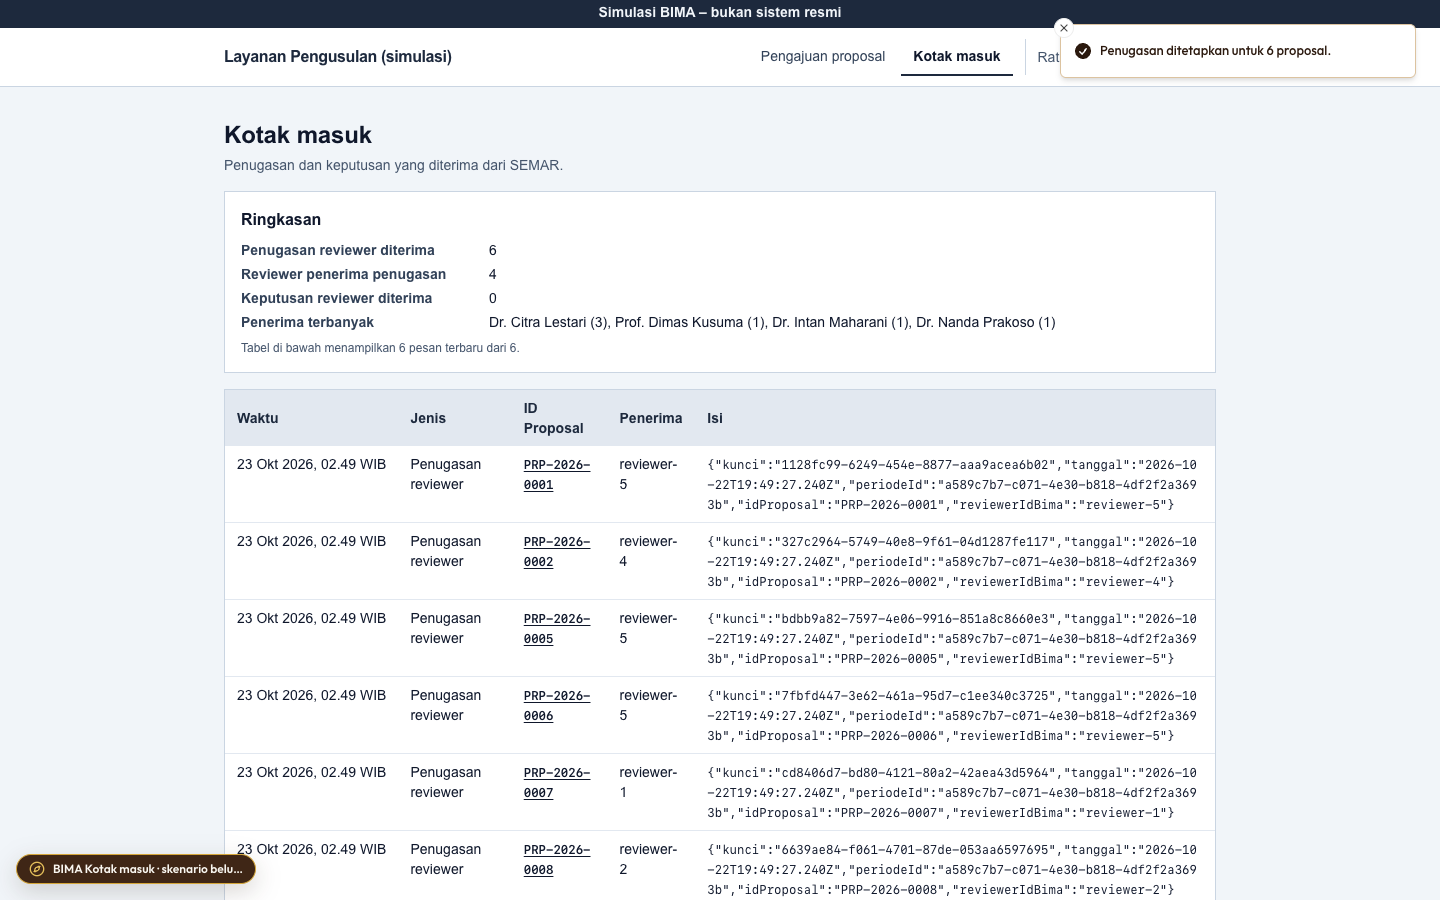 Simulasi BIMA – bukan sistem resmi
Layanan Pengusulan (simulasi)
Pengajuan proposal
Kotak masuk
Rat
Penugasan ditetapkan untuk 6 proposal.
Kotak masuk
Penugasan dan keputusan yang diterima dari SEMAR.
Ringkasan
Penugasan reviewer diterima 6
Reviewer penerima penugasan 4
Keputusan reviewer diterima 0
Penerima terbanyak Dr. Citra Lestari (3), Prof. Dimas Kusuma (1), Dr. Intan Maharani (1), Dr. Nanda Prakoso (1)
Tabel di bawah menampilkan 6 pesan terbaru dari 6.
Waktu Jenis ID Proposal Penerima Isi
23 Okt 2026, 02.49 WIB Penugasan reviewer PRP-2026-0001 reviewer-5
{"kunci":"1128fc99-6249-454e-8877-aaa9acea6b02","tanggal":"2026-10
-22T19:49:27.240Z","periodeId":"a589c7b7-c071-4e30-b818-4df2f2a369
3b","idProposal":"PRP-2026-0001","reviewerIdBima":"reviewer-5"}
23 Okt 2026, 02.49 WIB Penugasan reviewer PRP-2026-0002 reviewer-4
{"kunci":"327c2964-5749-40e8-9f61-04d1287fe117","tanggal":"2026-10
-22T19:49:27.240Z","periodeId":"a589c7b7-c071-4e30-b818-4df2f2a369
3b","idProposal":"PRP-2026-0002","reviewerIdBima":"reviewer-4"}
23 Okt 2026, 02.49 WIB Penugasan reviewer PRP-2026-0005 reviewer-5
{"kunci":"bdbb9a82-7597-4e06-9916-851a8c8660e3","tanggal":"2026-10
-22T19:49:27.240Z","periodeId":"a589c7b7-c071-4e30-b818-4df2f2a369
3b","idProposal":"PRP-2026-0005","reviewerIdBima":"reviewer-5"}
23 Okt 2026, 02.49 WIB Penugasan reviewer PRP-2026-0006 reviewer-5
{"kunci":"7fbfd447-3e62-461a-95d7-c1ee340c3725","tanggal":"2026-10
-22T19:49:27.240Z","periodeId":"a589c7b7-c071-4e30-b818-4df2f2a369
3b","idProposal":"PRP-2026-0006","reviewerIdBima":"reviewer-5"}
23 Okt 2026, 02.49 WIB Penugasan reviewer PRP-2026-0007 reviewer-1
{"kunci":"cd8406d7-bd80-4121-80a2-42aea43d5964","tanggal":"2026-10
-22T19:49:27.240Z","periodeId":"a589c7b7-c071-4e30-b818-4df2f2a369
3b","idProposal":"PRP-2026-0007","reviewerIdBima":"reviewer-1"}
23 Okt 2026, 02.49 WIB Penugasan reviewer PRP-2026-0008 reviewer-2
{"kunci":"6639ae84-f061-4701-87de-053aa6597695","tanggal":"2026-10
-22T19:49:27.240Z","periodeId":"a589c7b7-c071-4e30-b818-4df2f2a369
3b","idProposal":"PRP-2026-0008","reviewerIdBima":"reviewer-2"}
BIMA Kotak masuk · skenario belu...